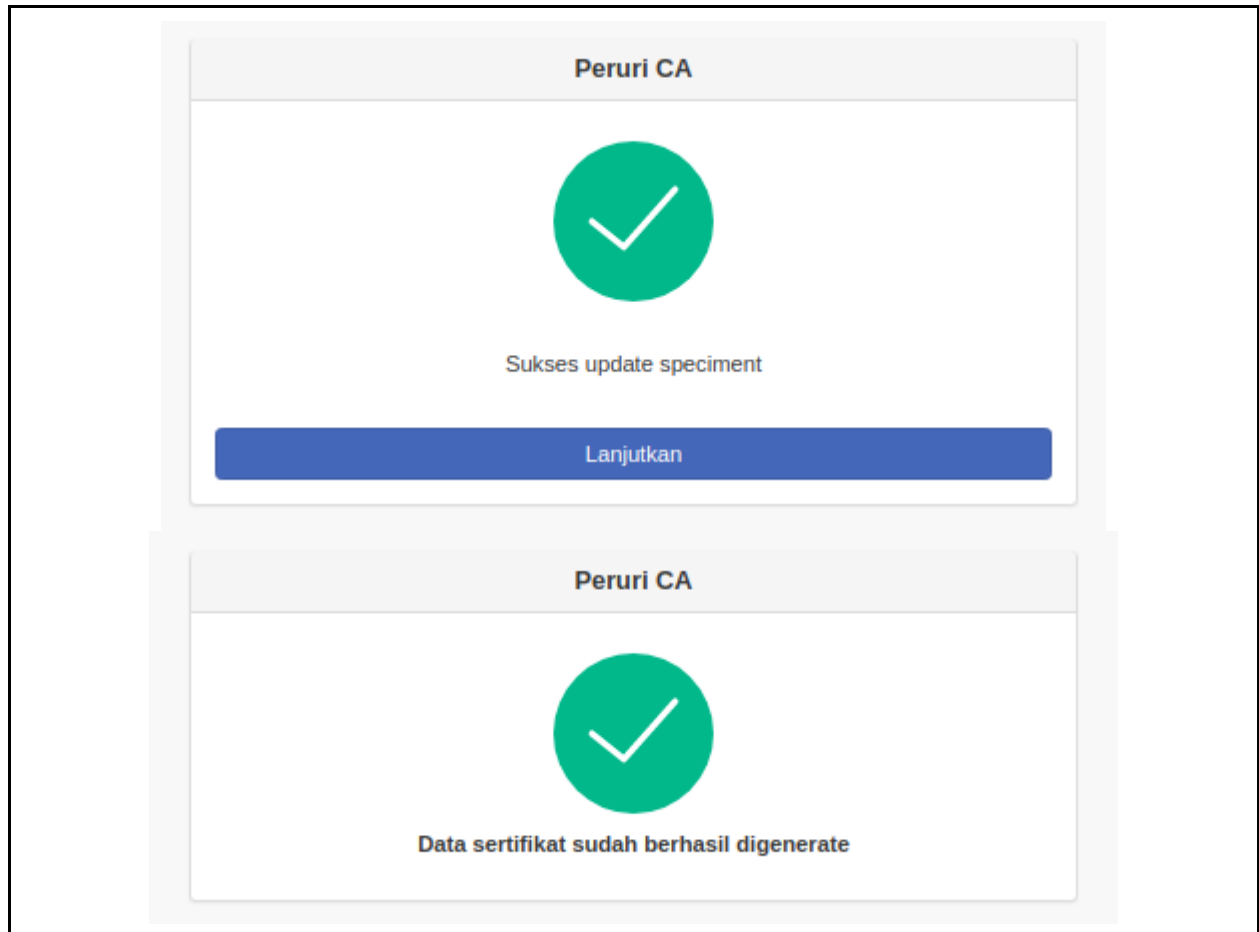 Peruri CA
Sukses update speciment
Lanjutkan
Peruri CA
Data sertifikat sudah berhasil digenerate